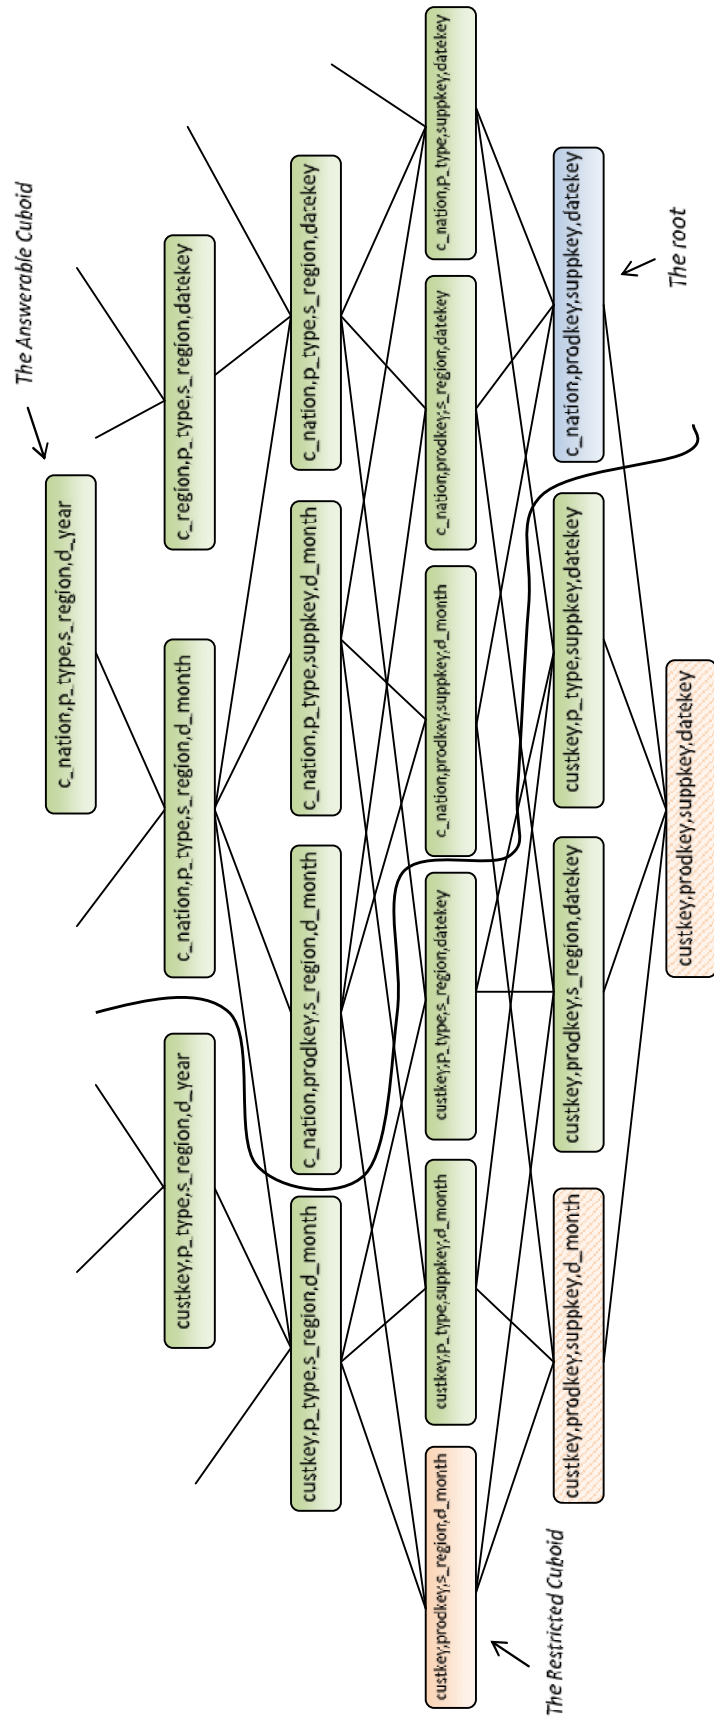 The Answerable Cuboid
c_nation,p_type,s_region,d_year
custkey,p_type,s_region,d_year
c_nation,p_type,s_region,d_month
c_region,p_type,s_region,datekey
custkey,p_type,s_region,d_month
c_nation,prodkey,s_region,d_month
c_nation,p_type,suppkey,d_month
c_nation,p_type,s_region,datekey
custkey,prodkey,s_region,d_month
custkey,p_type,suppkey,d_month
custkey,p_type,s_region,datekey
c_nation,prodkey,suppkey,d_month
c_nation,prodkey,s_region,datekey
c_nation,p_type,suppkey,datekey
The Restricted Cuboid
custkey,prodkey,suppkey,d_month
custkey,prodkey,s_region,datekey
custkey,p_type,suppkey,datekey
c_nation,prodkey,suppkey,datekey
The root
custkey,prodkey,suppkey,datekey